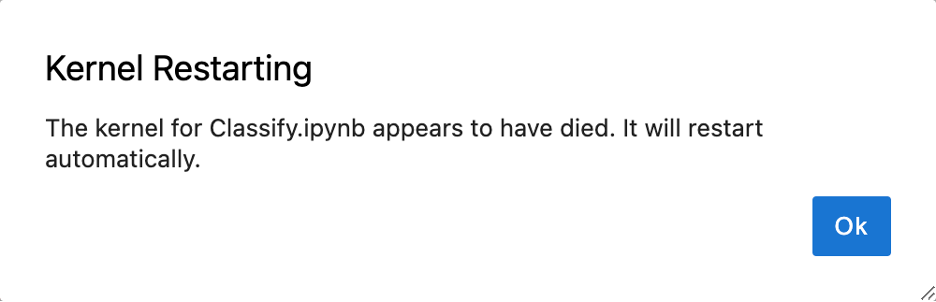 Kernel Restarting
The kernel for Classify.ipynb appears to have died. It will restart
automatically.
Ok